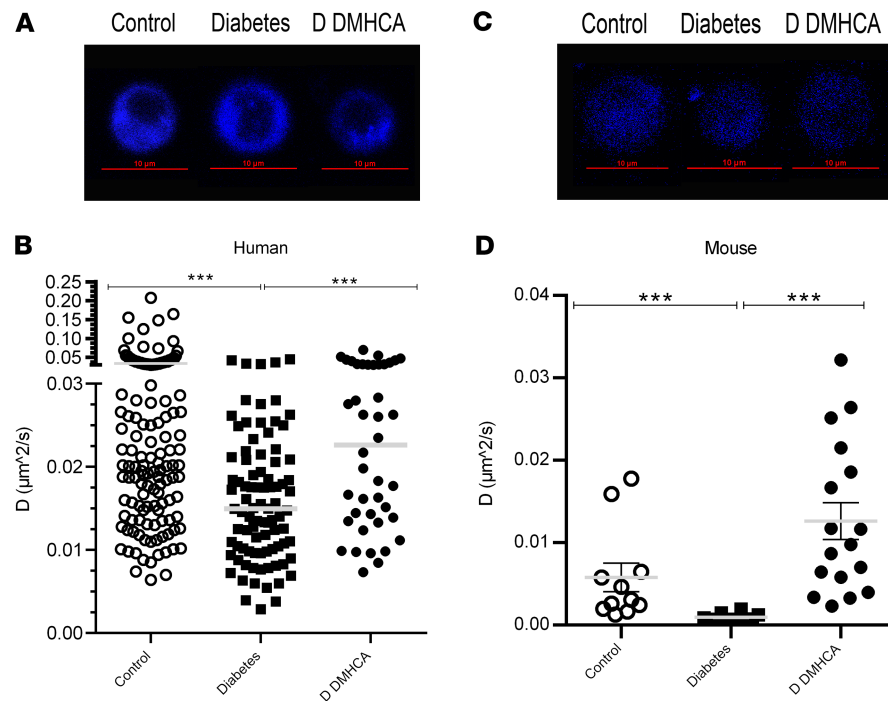 A
Control Diabetes D DMHCA
10 µm 10 µm 10 µm
C
Control Diabetes D DMHCA
10 µm 10 µm 10 µm
B
Human
D (µm^2/s)
0.25
0.20
0.15
0.10
0.05
0.03
0.02
0.01
0.00
*** ***
Control Diabetes D DMHCA
D
Mouse
D (µm^2/s)
0.04
0.03
0.02
0.01
0.00
*** ***
Control Diabetes D DMHCA